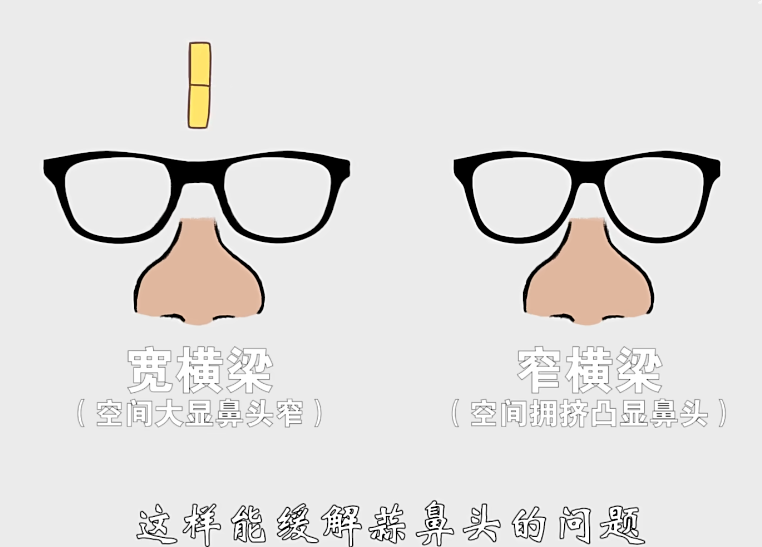 宽横梁
（空间大显鼻头窄）
窄横梁
（空间拥挤凸显鼻头）
这样能缓解蒜鼻头的问题